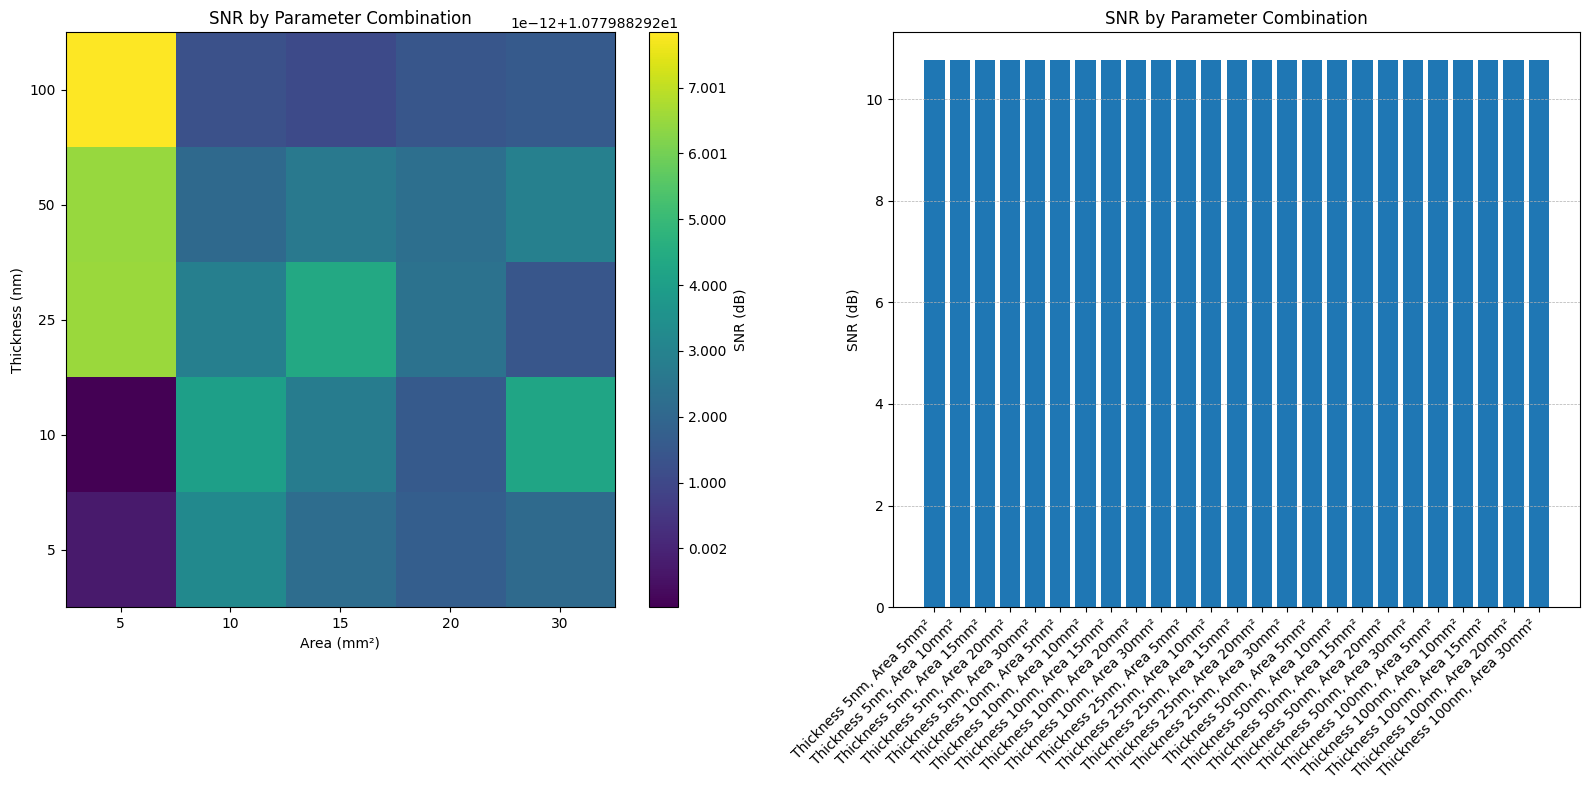 SNR by Parameter Combination
1e−12+1.077988292e1
Thickness (nm)
100
50
25
10
5
5
10
15
20
30
Area (mm²)
7.001
6.001
5.000
4.000
3.000
2.000
1.000
0.002
SNR (dB)
SNR by Parameter Combination
SNR (dB)
10
8
6
4
2
0
Thickness 5nm, Area 5mm²
Thickness 5nm, Area 10mm²
Thickness 5nm, Area 15mm²
Thickness 5nm, Area 20mm²
Thickness 5nm, Area 30mm²
Thickness 10nm, Area 5mm²
Thickness 10nm, Area 10mm²
Thickness 10nm, Area 15mm²
Thickness 10nm, Area 20mm²
Thickness 10nm, Area 30mm²
Thickness 25nm, Area 5mm²
Thickness 25nm, Area 10mm²
Thickness 25nm, Area 15mm²
Thickness 25nm, Area 20mm²
Thickness 25nm, Area 30mm²
Thickness 50nm, Area 5mm²
Thickness 50nm, Area 10mm²
Thickness 50nm, Area 15mm²
Thickness 50nm, Area 20mm²
Thickness 50nm, Area 30mm²
Thickness 100nm, Area 5mm²
Thickness 100nm, Area 10mm²
Thickness 100nm, Area 15mm²
Thickness 100nm, Area 20mm²
Thickness 100nm, Area 30mm²